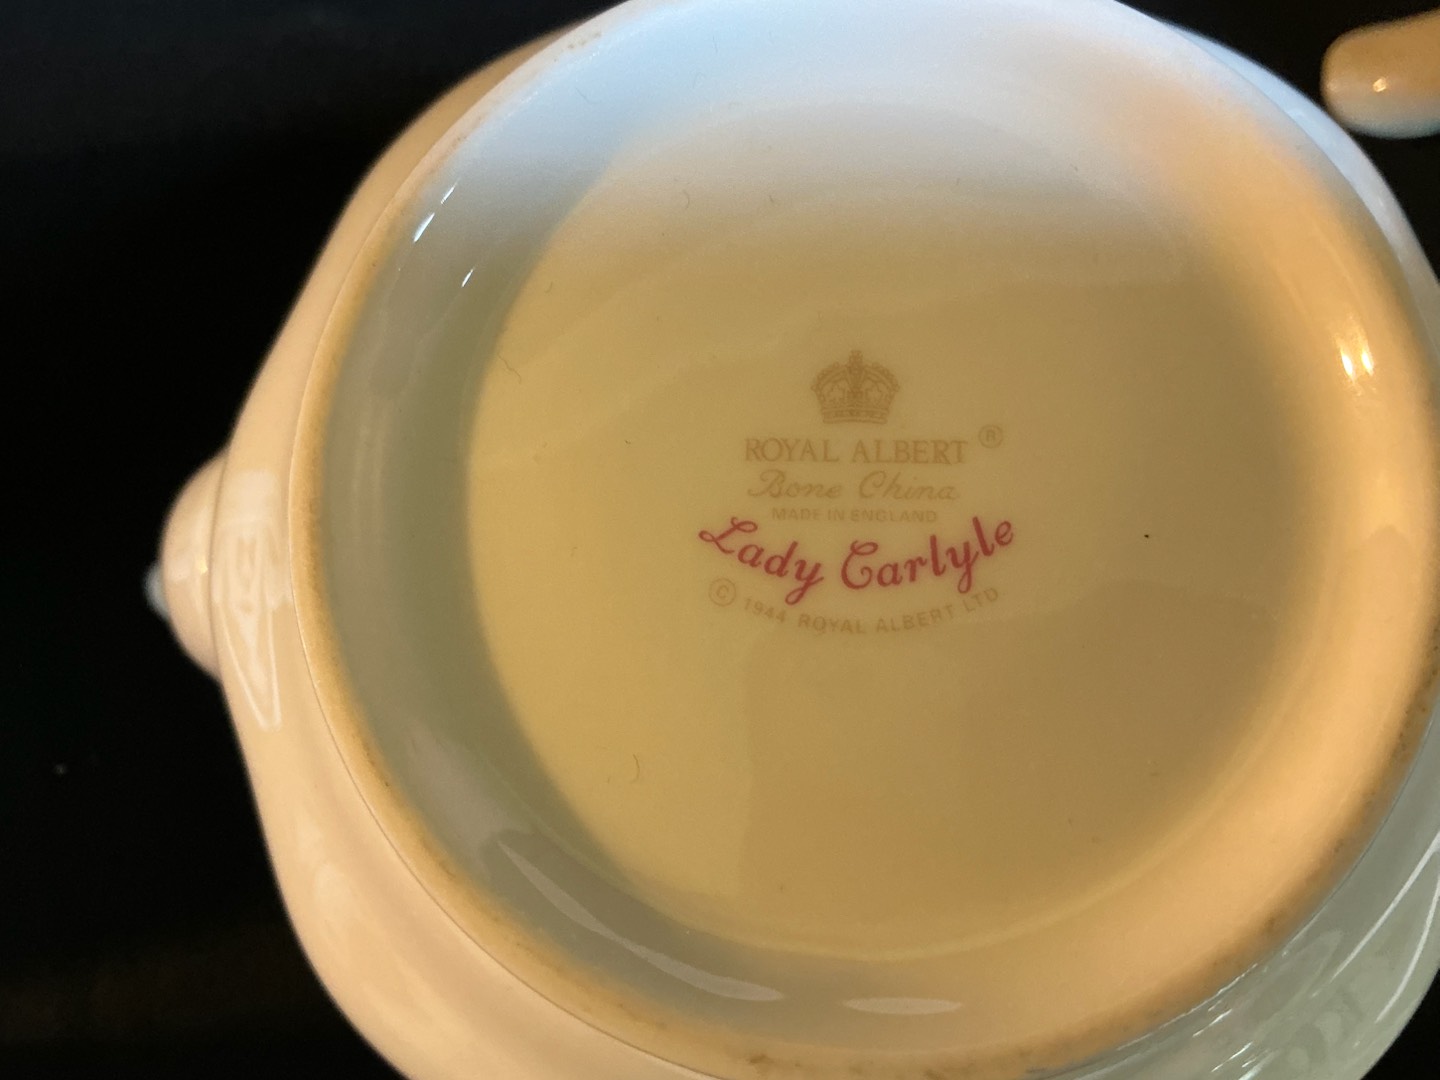 ROYAL ALBERT ®
Bone China
MADE IN ENGLAND
Lady Carlyle
© 1944 ROYAL ALBERT LTD